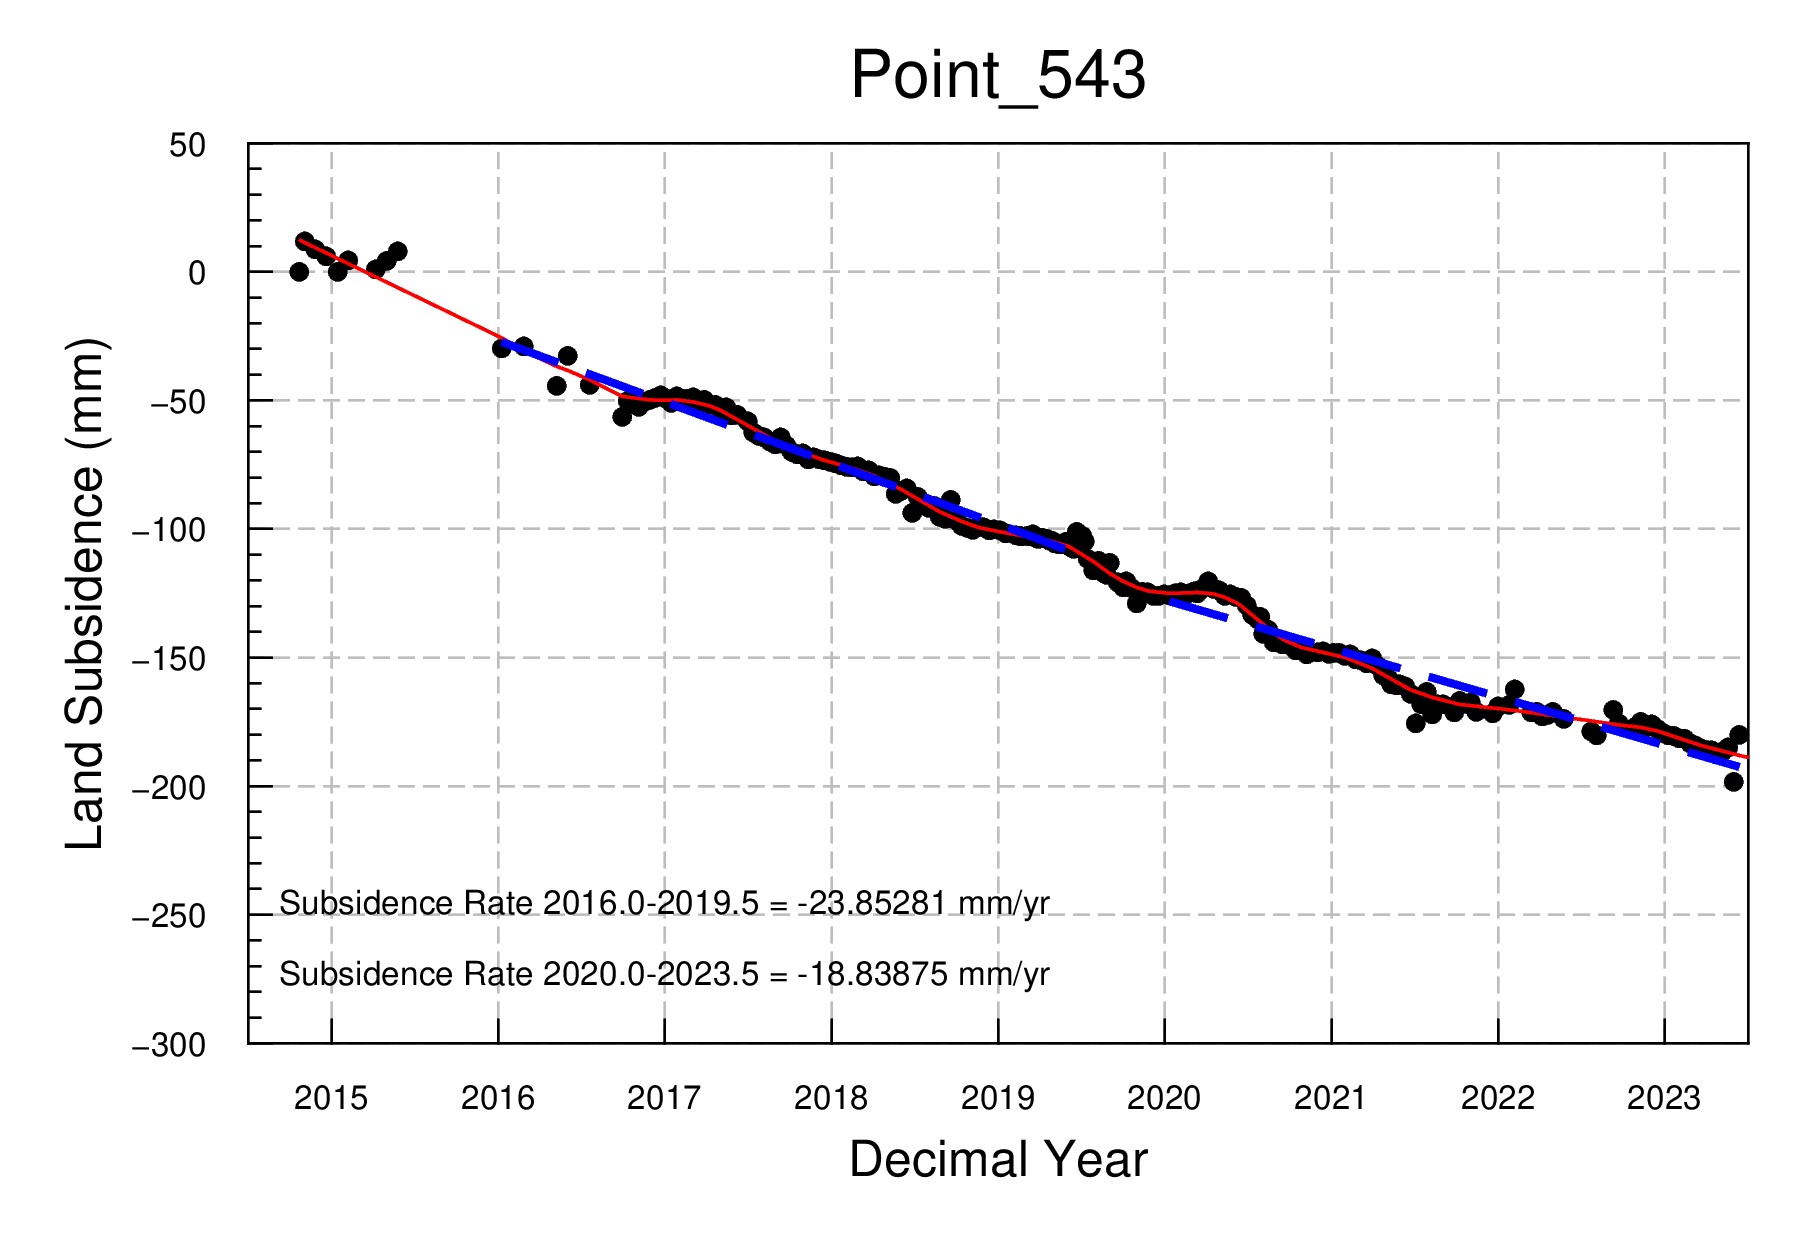 Point_543
50
0
−50
−100
−150
−200
−250
−300
Land Subsidence (mm)
Subsidence Rate 2016.0-2019.5 = -23.85281 mm/yr
Subsidence Rate 2020.0-2023.5 = -18.83875 mm/yr
2015 2016 2017 2018 2019 2020 2021 2022 2023
Decimal Year